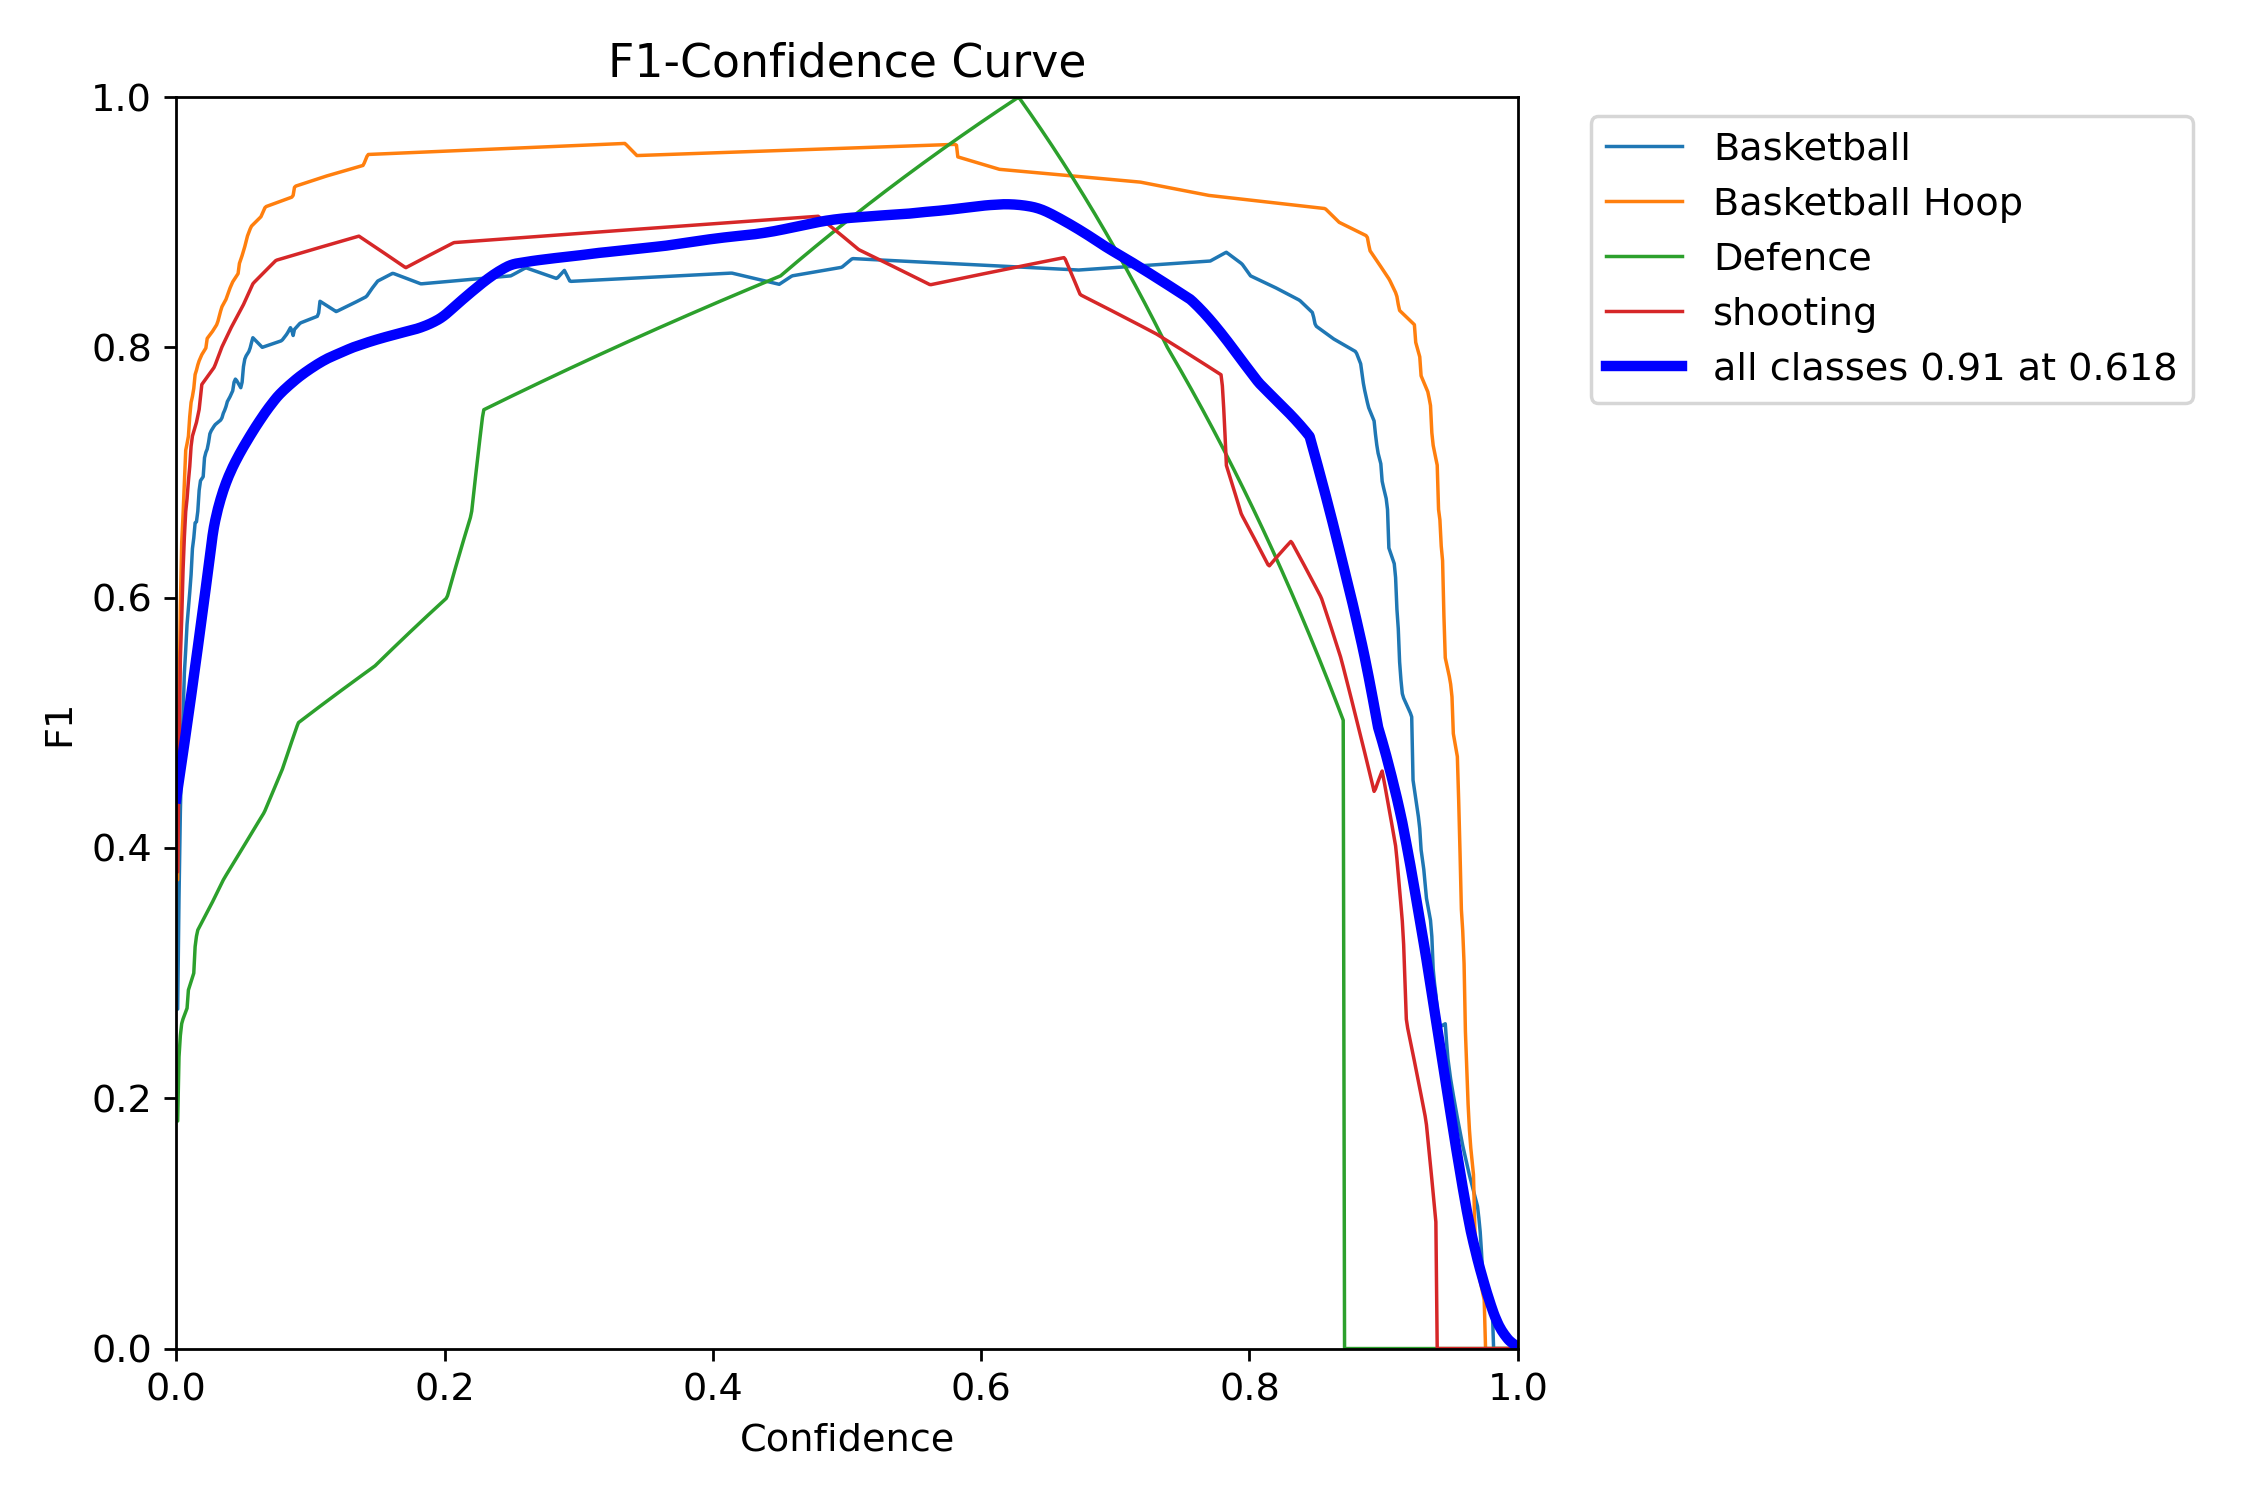 F1-Confidence Curve
1.0
0.8
0.6
0.4
0.2
0.0
F1
0.0 0.2 0.4 0.6 0.8 1.0
Confidence
Basketball
Basketball Hoop
Defence
shooting
all classes 0.91 at 0.618